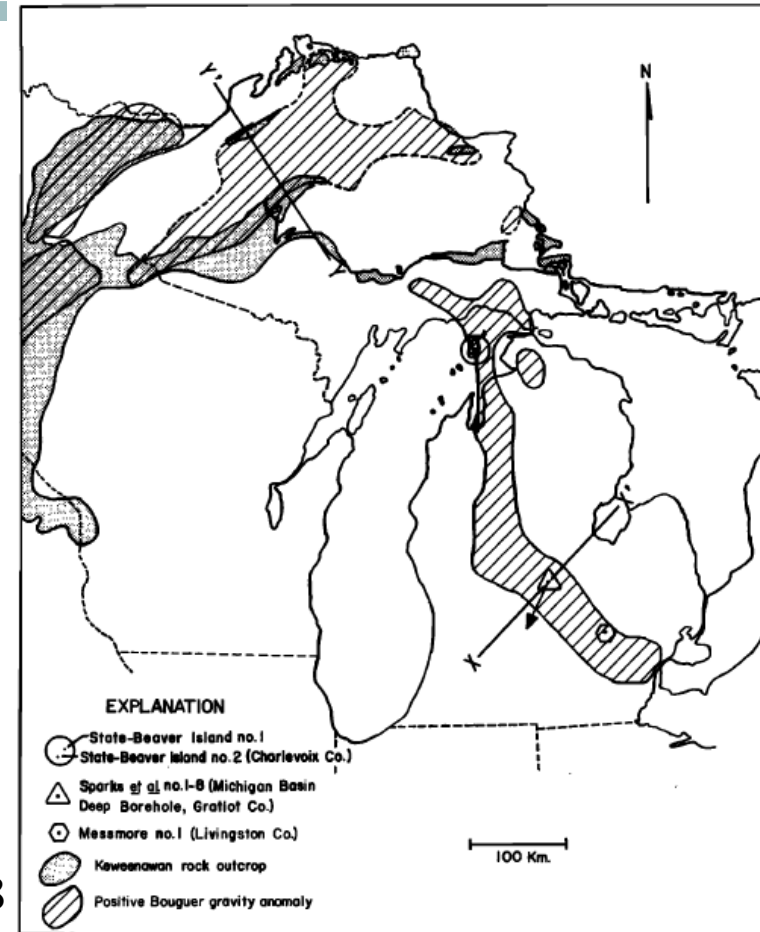 Y'
N
Y
X
EXPLANATION
State-Beaver Island no.1
State-Beaver Island no.2 (Charlevoix Co.)
Sparks et al no.1-8 (Michigan Basin
Deep Borehole, Gratiot Co.)
Messmore no.1 (Livingston Co.)
Keweenawan rock outcrop
Positive Bouguer gravity anomaly
100 Km.